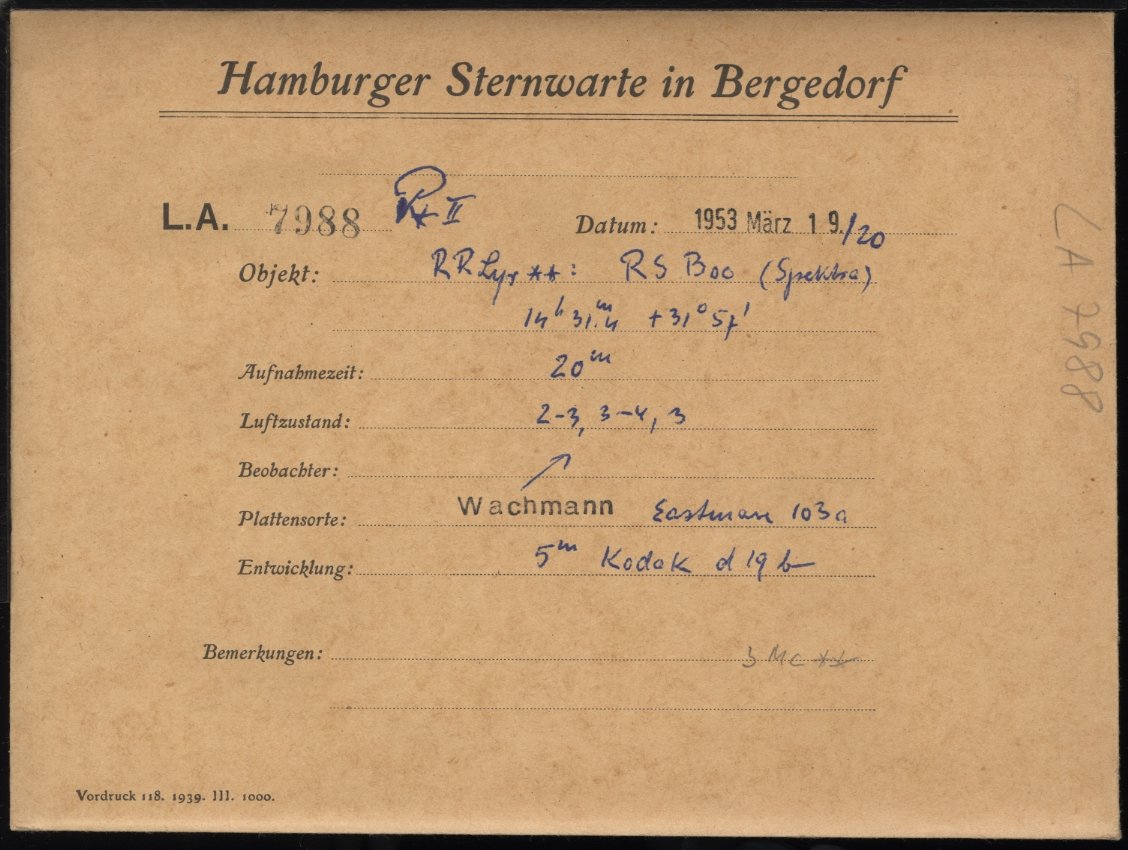 Hamburger Sternwarte in Bergedorf
L.A. 7988 II Datum: 1953 März 19./20
Objekt: RR Lyr **: RS Boo (Spektra)
14h 31.m4 +31° 57'
Aufnahmezeit: 20m
Luftzustand: 2-3, 3-4, 3
Beobachter:
Wachmann
Plattensorte: Eastman 103a
Entwicklung: 5m Kodak d 19 b
Bemerkungen: 3 Mc **
Vordruck 118. 1939. III. 1000.
LA 7988